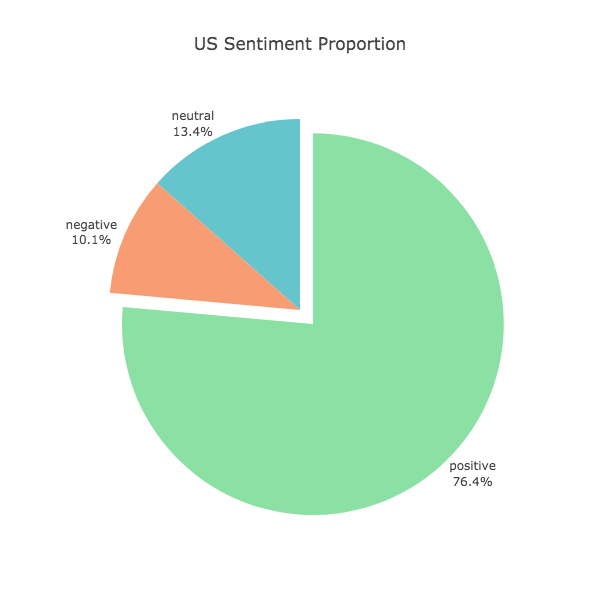 US Sentiment Proportion
neutral
13.4%
negative
10.1%
positive
76.4%